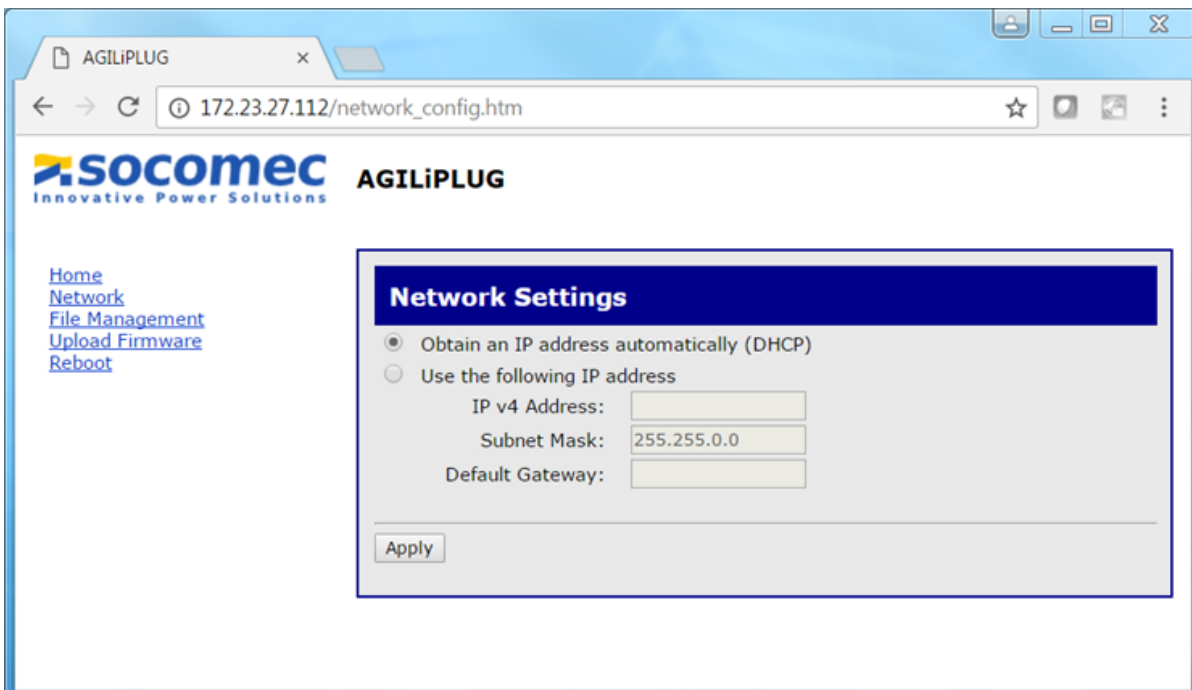 AGILiPLUG
172.23.27.112/network_config.htm
socomec
Innovative Power Solutions
AGILiPLUG
Home
Network
File Management
Upload Firmware
Reboot
Network Settings
Obtain an IP address automatically (DHCP)
Use the following IP address
IP v4 Address:
Subnet Mask: 255.255.0.0
Default Gateway:
Apply